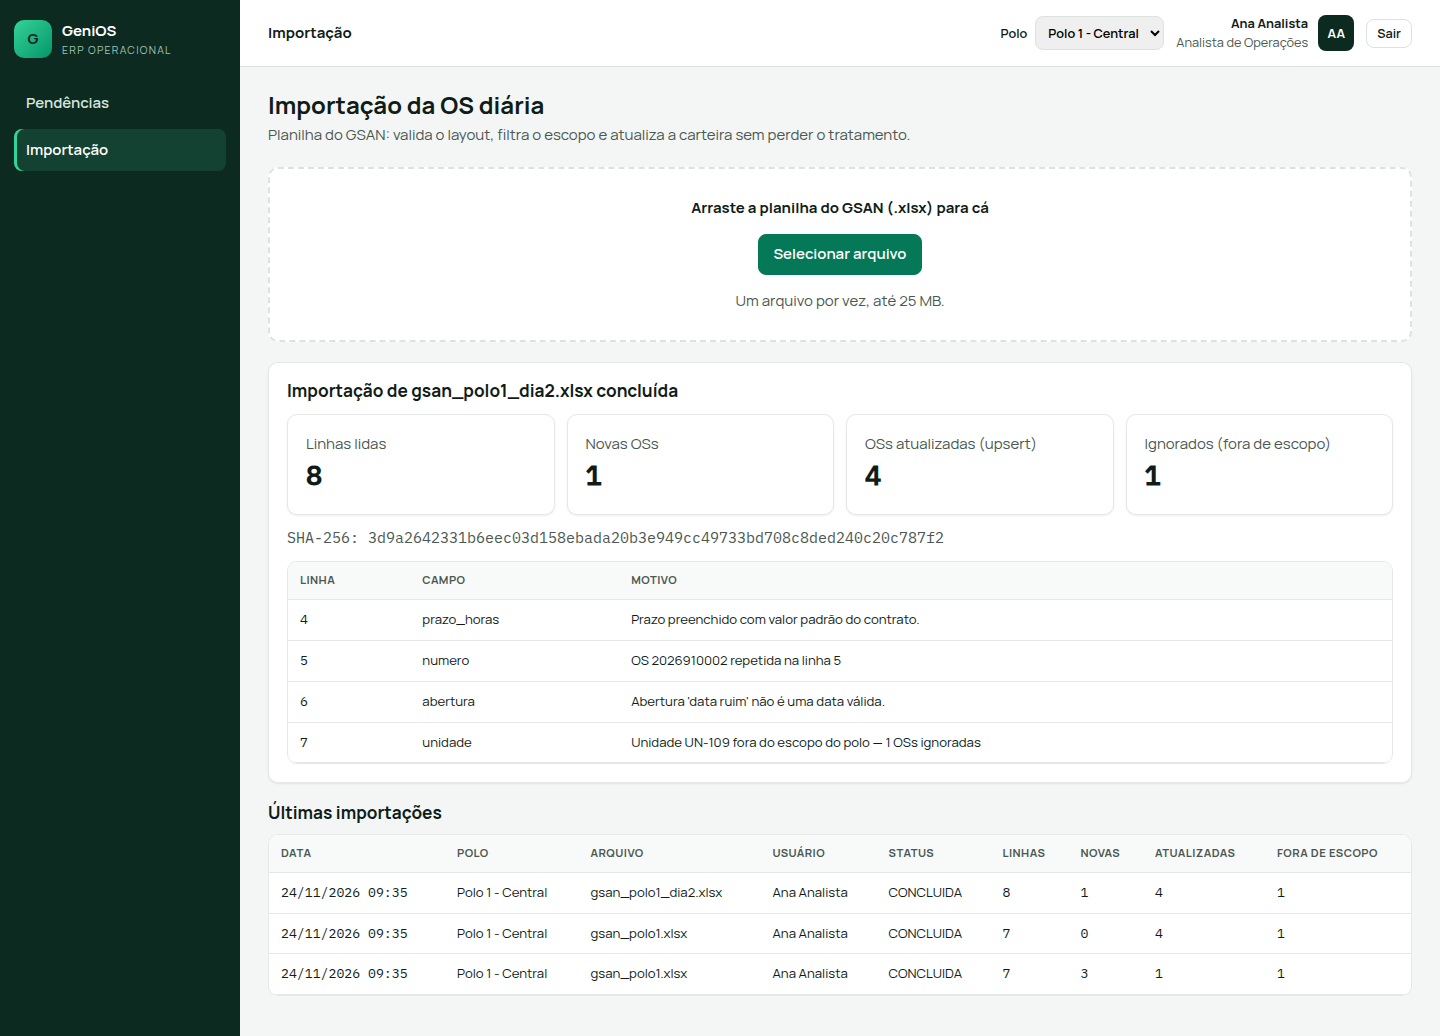 G
GeniOS
ERP OPERACIONAL
Pendências
Importação
Importação
Polo
Polo 1 - Central
Ana Analista
Analista de Operações
AA
Sair
Importação da OS diária
Planilha do GSAN: valida o layout, filtra o escopo e atualiza a carteira sem perder o tratamento.
Arraste a planilha do GSAN (.xlsx) para cá
Selecionar arquivo
Um arquivo por vez, até 25 MB.
Importação de gsan_polo1_dia2.xlsx concluída
Linhas lidas
8
Novas OSs
1
OSs atualizadas (upsert)
4
Ignorados (fora de escopo)
1
SHA-256: 3d9a2642331b6eec03d158ebada20b3e949cc49733bd708c8ded240c20c787f2
LINHA CAMPO MOTIVO
4 prazo_horas Prazo preenchido com valor padrão do contrato.
5 numero OS 2026910002 repetida na linha 5
6 abertura Abertura 'data ruim' não é uma data válida.
7 unidade Unidade UN-109 fora do escopo do polo — 1 OSs ignoradas
Últimas importações
DATA POLO ARQUIVO USUÁRIO STATUS LINHAS NOVAS ATUALIZADAS FORA DE ESCOPO
24/11/2026 09:35 Polo 1 - Central gsan_polo1_dia2.xlsx Ana Analista CONCLUIDA 8 1 4 1
24/11/2026 09:35 Polo 1 - Central gsan_polo1.xlsx Ana Analista CONCLUIDA 7 0 4 1
24/11/2026 09:35 Polo 1 - Central gsan_polo1.xlsx Ana Analista CONCLUIDA 7 3 1 1